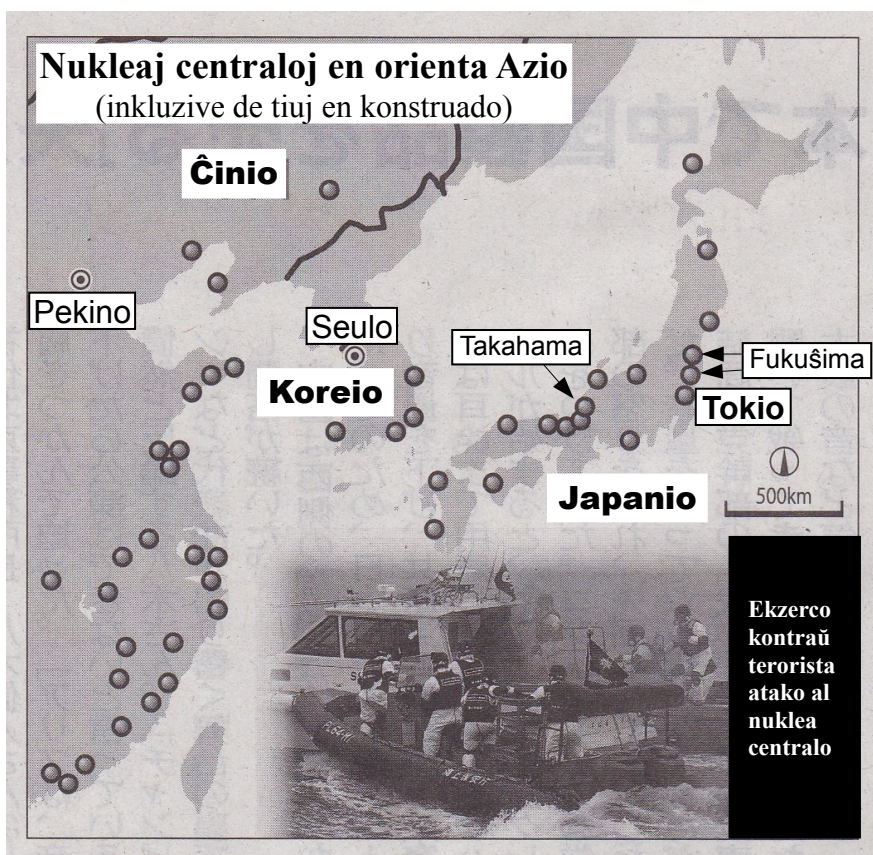 Nukleaj centraloj en orienta Azio
(inkluzive de tiuj en konstruado)
Ĉinio
Pekino
Seulo
Takahama
Fukuŝima
Koreio
Tokio
Japanio
500km
Ekzerco
kontraŭ
terorista
atako al
nuklea
centralo